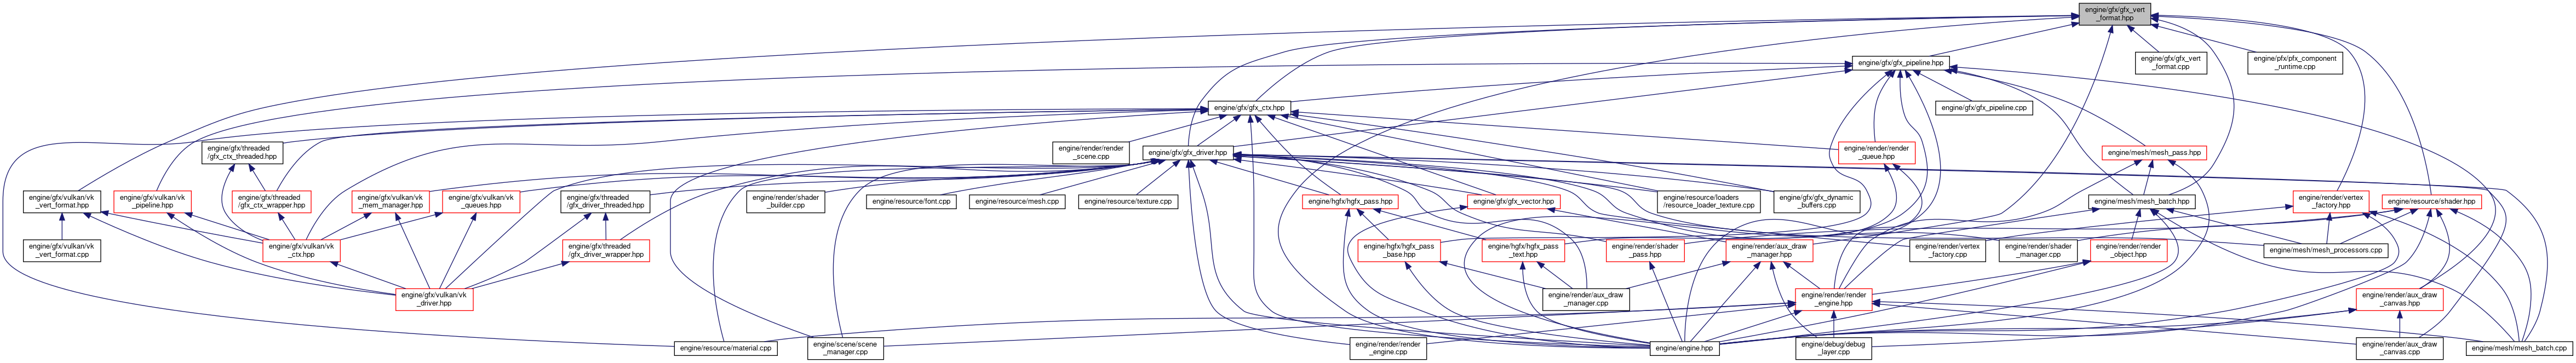 engine/gfx/gfx_vert
_format.hpp
engine/gfx/gfx_pipeline.hpp
engine/gfx/gfx_vert
_format.cpp
engine/pfx/pfx_component
_runtime.cpp
engine/gfx/gfx_ctx.hpp
engine/gfx/gfx_pipeline.cpp
engine/gfx/threaded
/gfx_ctx_threaded.hpp
engine/render/render
_scene.cpp
engine/gfx/gfx_driver.hpp
engine/render/render
_queue.hpp
engine/mesh/mesh_pass.hpp
engine/gfx/vulkan/vk
_vert_format.hpp
engine/gfx/vulkan/vk
_pipeline.hpp
engine/gfx/threaded
/gfx_ctx_wrapper.hpp
engine/gfx/vulkan/vk
_mem_manager.hpp
engine/gfx/vulkan/vk
_queues.hpp
engine/gfx/threaded
/gfx_driver_threaded.hpp
engine/render/shader
_builder.cpp
engine/resource/font.cpp
engine/resource/mesh.cpp
engine/resource/texture.cpp
engine/hgfx/hgfx_pass.hpp
engine/gfx/gfx_vector.hpp
engine/resource/loaders
/resource_loader_texture.cpp
engine/gfx/gfx_dynamic
_buffers.cpp
engine/mesh/mesh_batch.hpp
engine/render/vertex
_factory.hpp
engine/resource/shader.hpp
engine/gfx/vulkan/vk
_vert_format.cpp
engine/gfx/vulkan/vk
_ctx.hpp
engine/gfx/threaded
/gfx_driver_wrapper.hpp
engine/hgfx/hgfx_pass
_base.hpp
engine/hgfx/hgfx_pass
_text.hpp
engine/render/shader
_pass.hpp
engine/render/aux_draw
_manager.hpp
engine/render/vertex
_factory.cpp
engine/render/shader
_manager.cpp
engine/render/render
_object.hpp
engine/mesh/mesh_processors.cpp
engine/gfx/vulkan/vk
_driver.hpp
engine/render/aux_draw
_manager.cpp
engine/render/render
_engine.hpp
engine/render/aux_draw
_canvas.hpp
engine/resource/material.cpp
engine/scene/scene
_manager.cpp
engine/render/render
_engine.cpp
engine/engine.hpp
engine/debug/debug
_layer.cpp
engine/render/aux_draw
_canvas.cpp
engine/mesh/mesh_batch.cpp